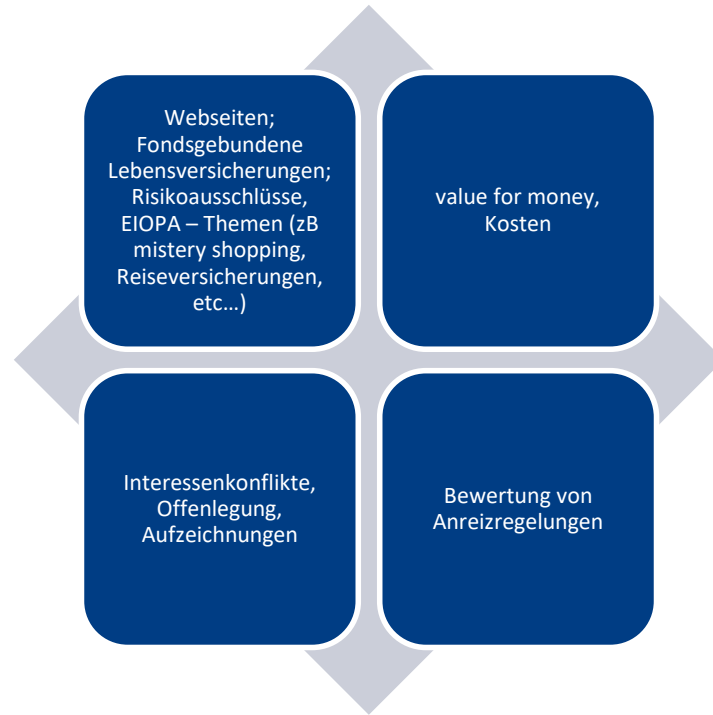 Webseiten;
Fondsgebundene
Lebensversicherungen;
Risikoausschlüsse,
EIOPA – Themen (zB
mistery shopping,
Reiseversicherungen,
etc…)
value for money,
Kosten
Interessenkonflikte,
Offenlegung,
Aufzeichnungen
Bewertung von
Anreizregelungen